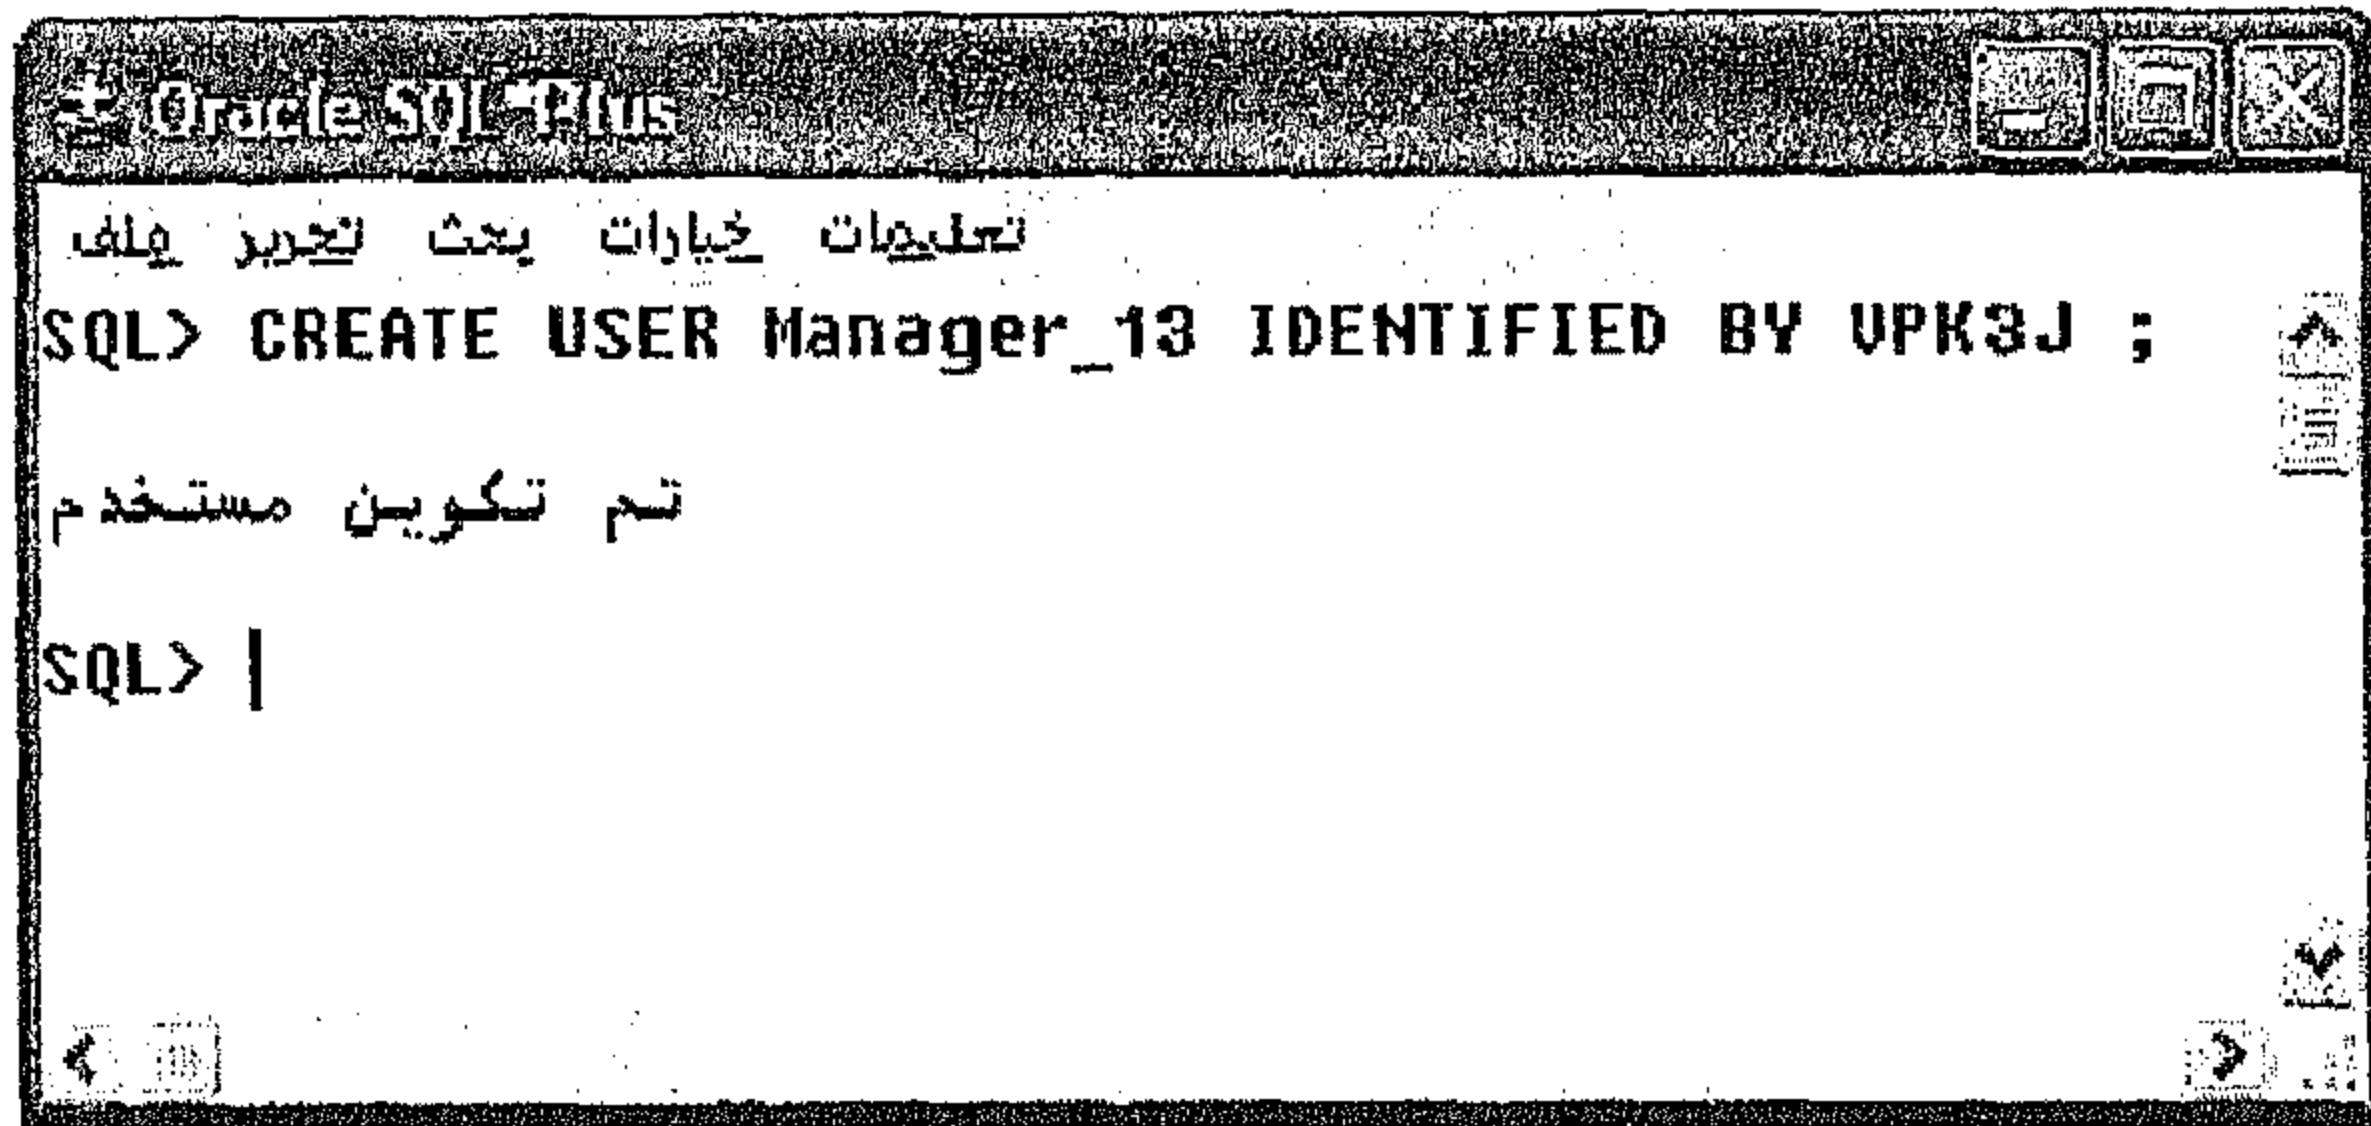 Oracle SQL*Plus
ملف تحرير بحث خيارات تعليمات
SQL> CREATE USER Manager_13 IDENTIFIED BY VPK3J ;
تم تكوين مستخدم
SQL>